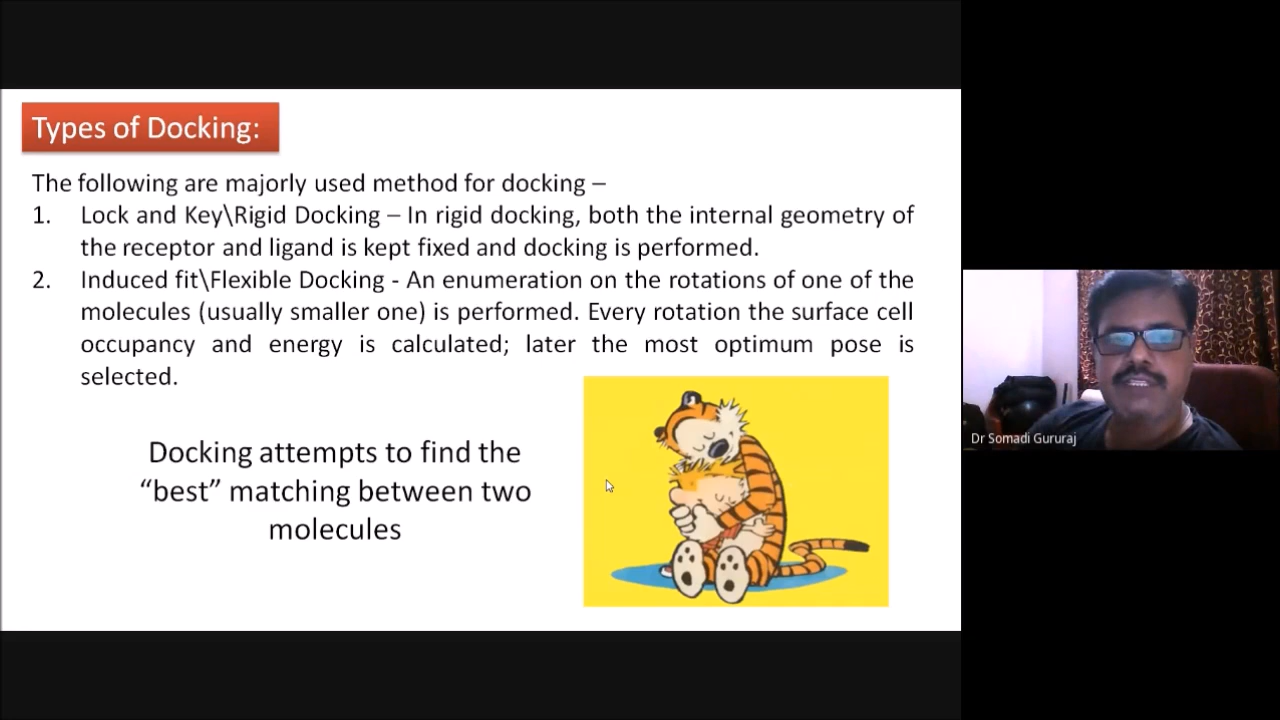 Types of Docking:
The following are majorly used method for docking –
1. Lock and Key\Rigid Docking – In rigid docking, both the internal geometry of
the receptor and ligand is kept fixed and docking is performed.
2. Induced fit\Flexible Docking - An enumeration on the rotations of one of the
molecules (usually smaller one) is performed. Every rotation the surface cell
occupancy and energy is calculated; later the most optimum pose is
selected.
Docking attempts to find the
“best” matching between two
molecules
Dr Somadi Gururaj